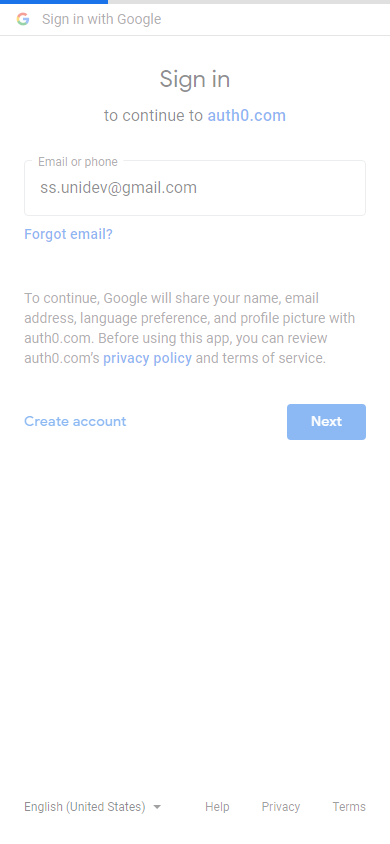 Sign in with Google
Sign in
to continue to auth0.com
Email or phone
ss.unidev@gmail.com
Forgot email?
To continue, Google will share your name, email
address, language preference, and profile picture with
auth0.com. Before using this app, you can review
auth0.com's privacy policy and terms of service.
Create account
Next
English (United States)
Help
Privacy
Terms